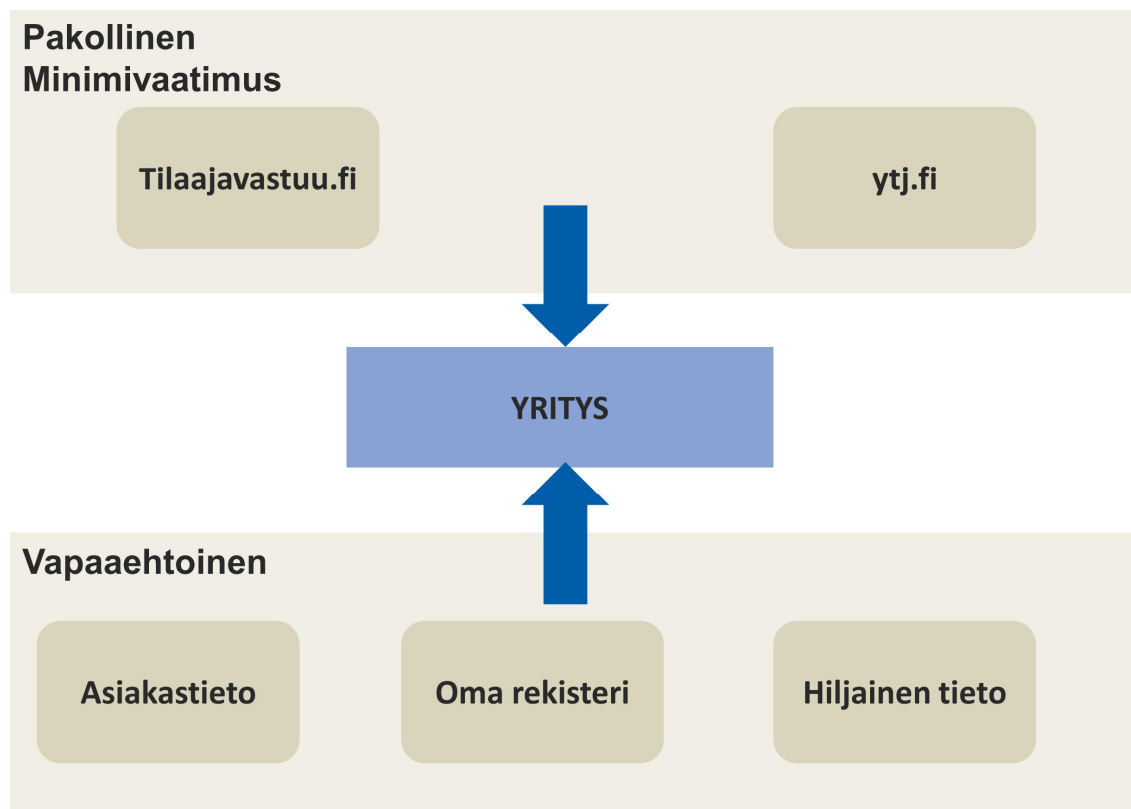 Pakollinen
Minimivaatimus
Tilaajavastuu.fi
ytj.fi
YRITYS
Vapaaehtoinen
Asiakastieto
Oma rekisteri
Hiljainen tieto